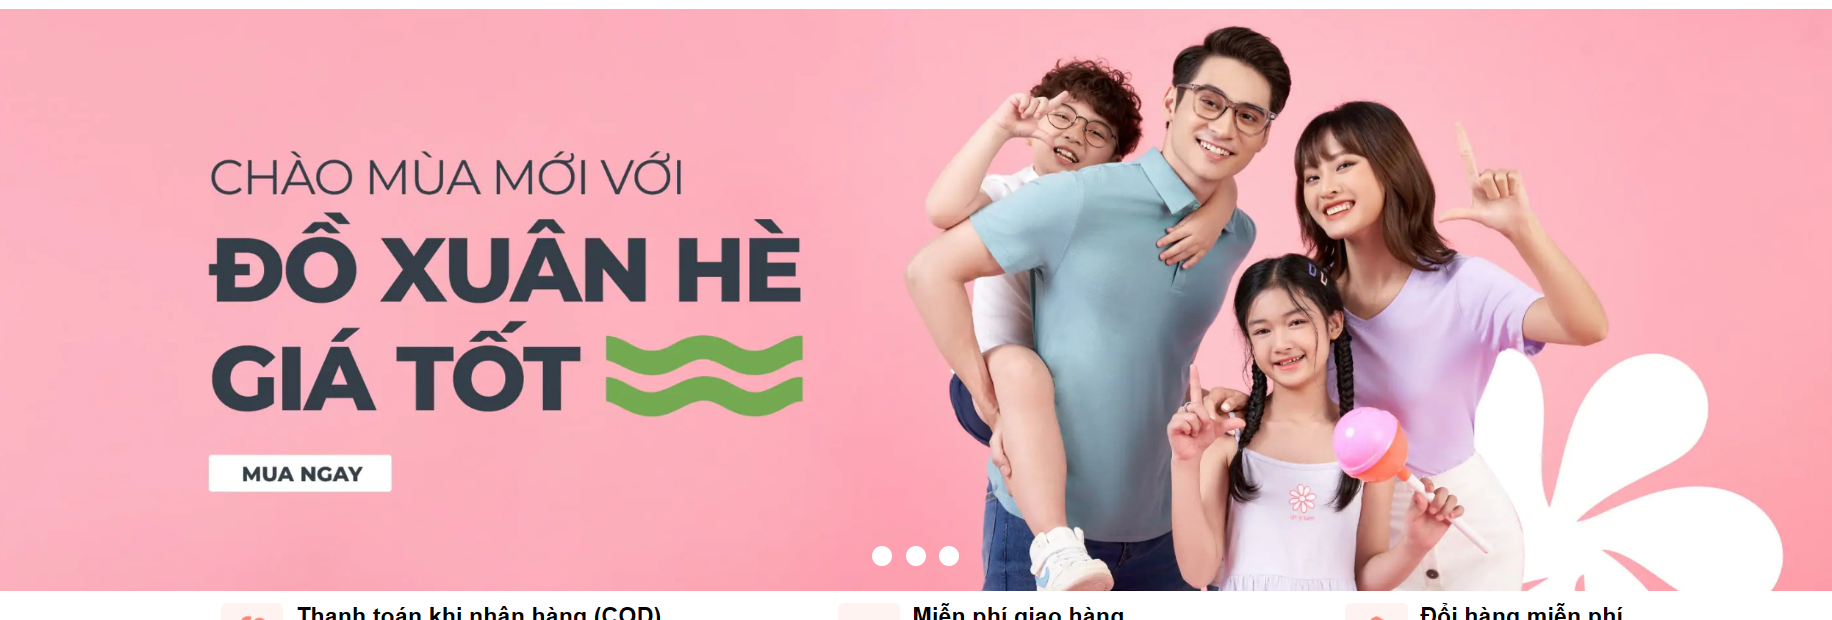 CHÀO MÙA MỚI VỚI
ĐỒ XUÂN HÈ
GIÁ TỐT
MUA NGAY
Thanh toán khi nhận hàng (COD)
Miễn phí giao hàng
Đổi hàng miễn phí